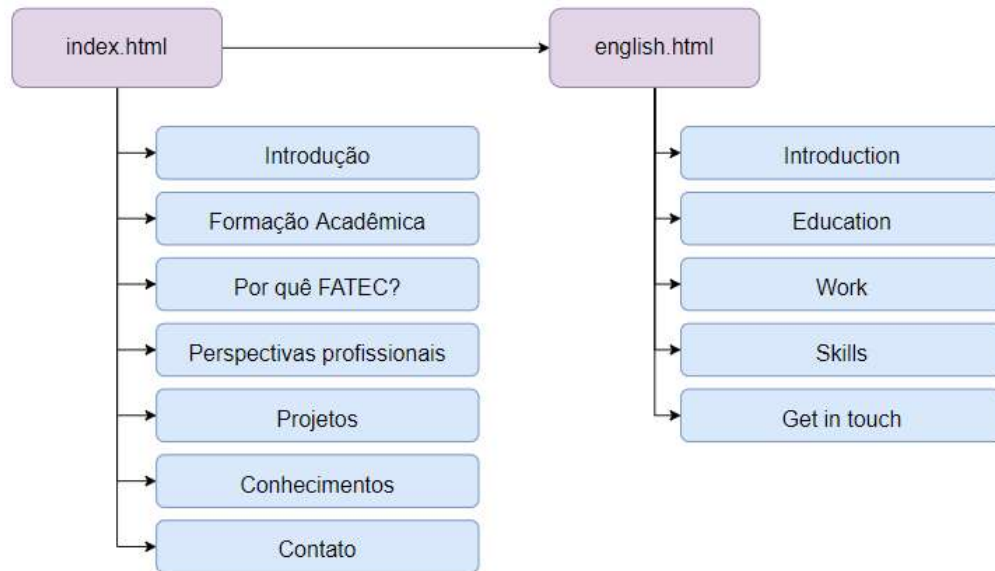 index.html
english.html
Introdução
Formação Acadêmica
Por quê FATEC?
Perspectivas profissionais
Projetos
Conhecimentos
Contato
Introduction
Education
Work
Skills
Get in touch